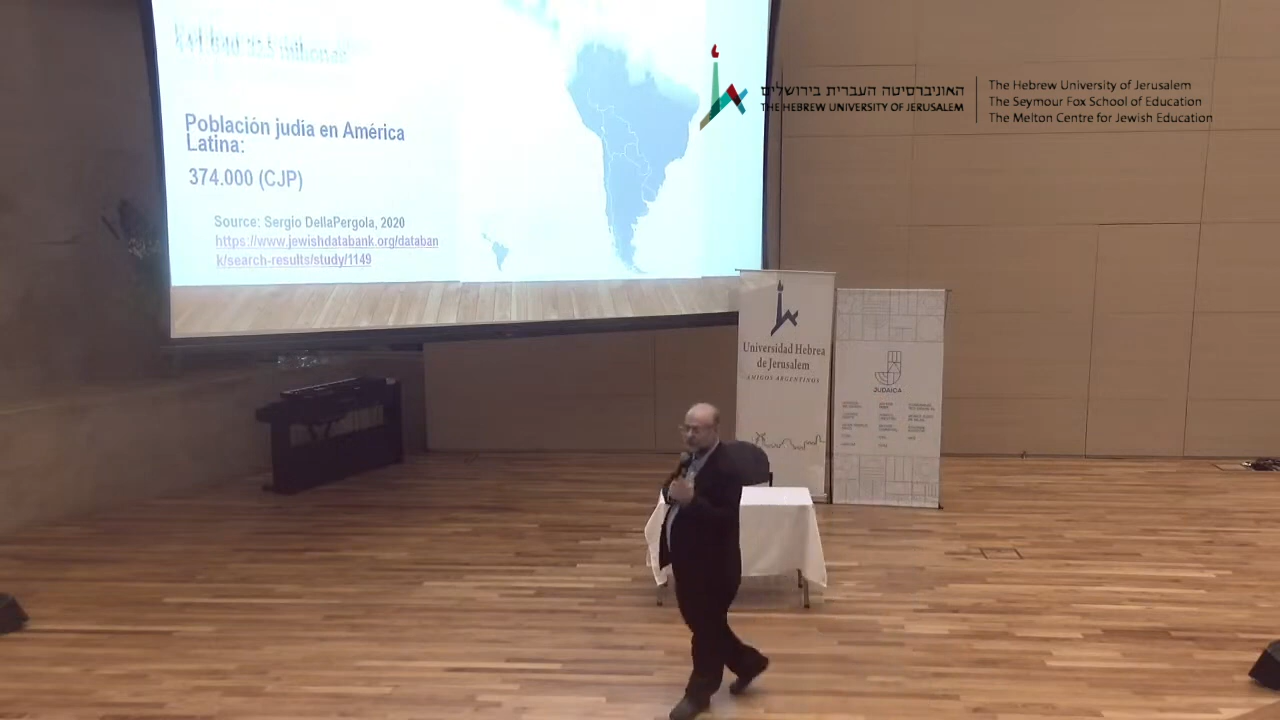 Población judía en América
Latina:
374.000 (CJP)
Source: Sergio DellaPergola, 2020
https://www.jewishdatabank.org/databan
k/search-results/study/1149
האוניברסיטה העברית בירושלים
THE HEBREW UNIVERSITY OF JERUSALEM
The Hebrew University of Jerusalem
The Seymour Fox School of Education
The Melton Centre for Jewish Education
Universidad Hebrea
de Jerusalem
AMIGOS ARGENTINOS
JUDAICA